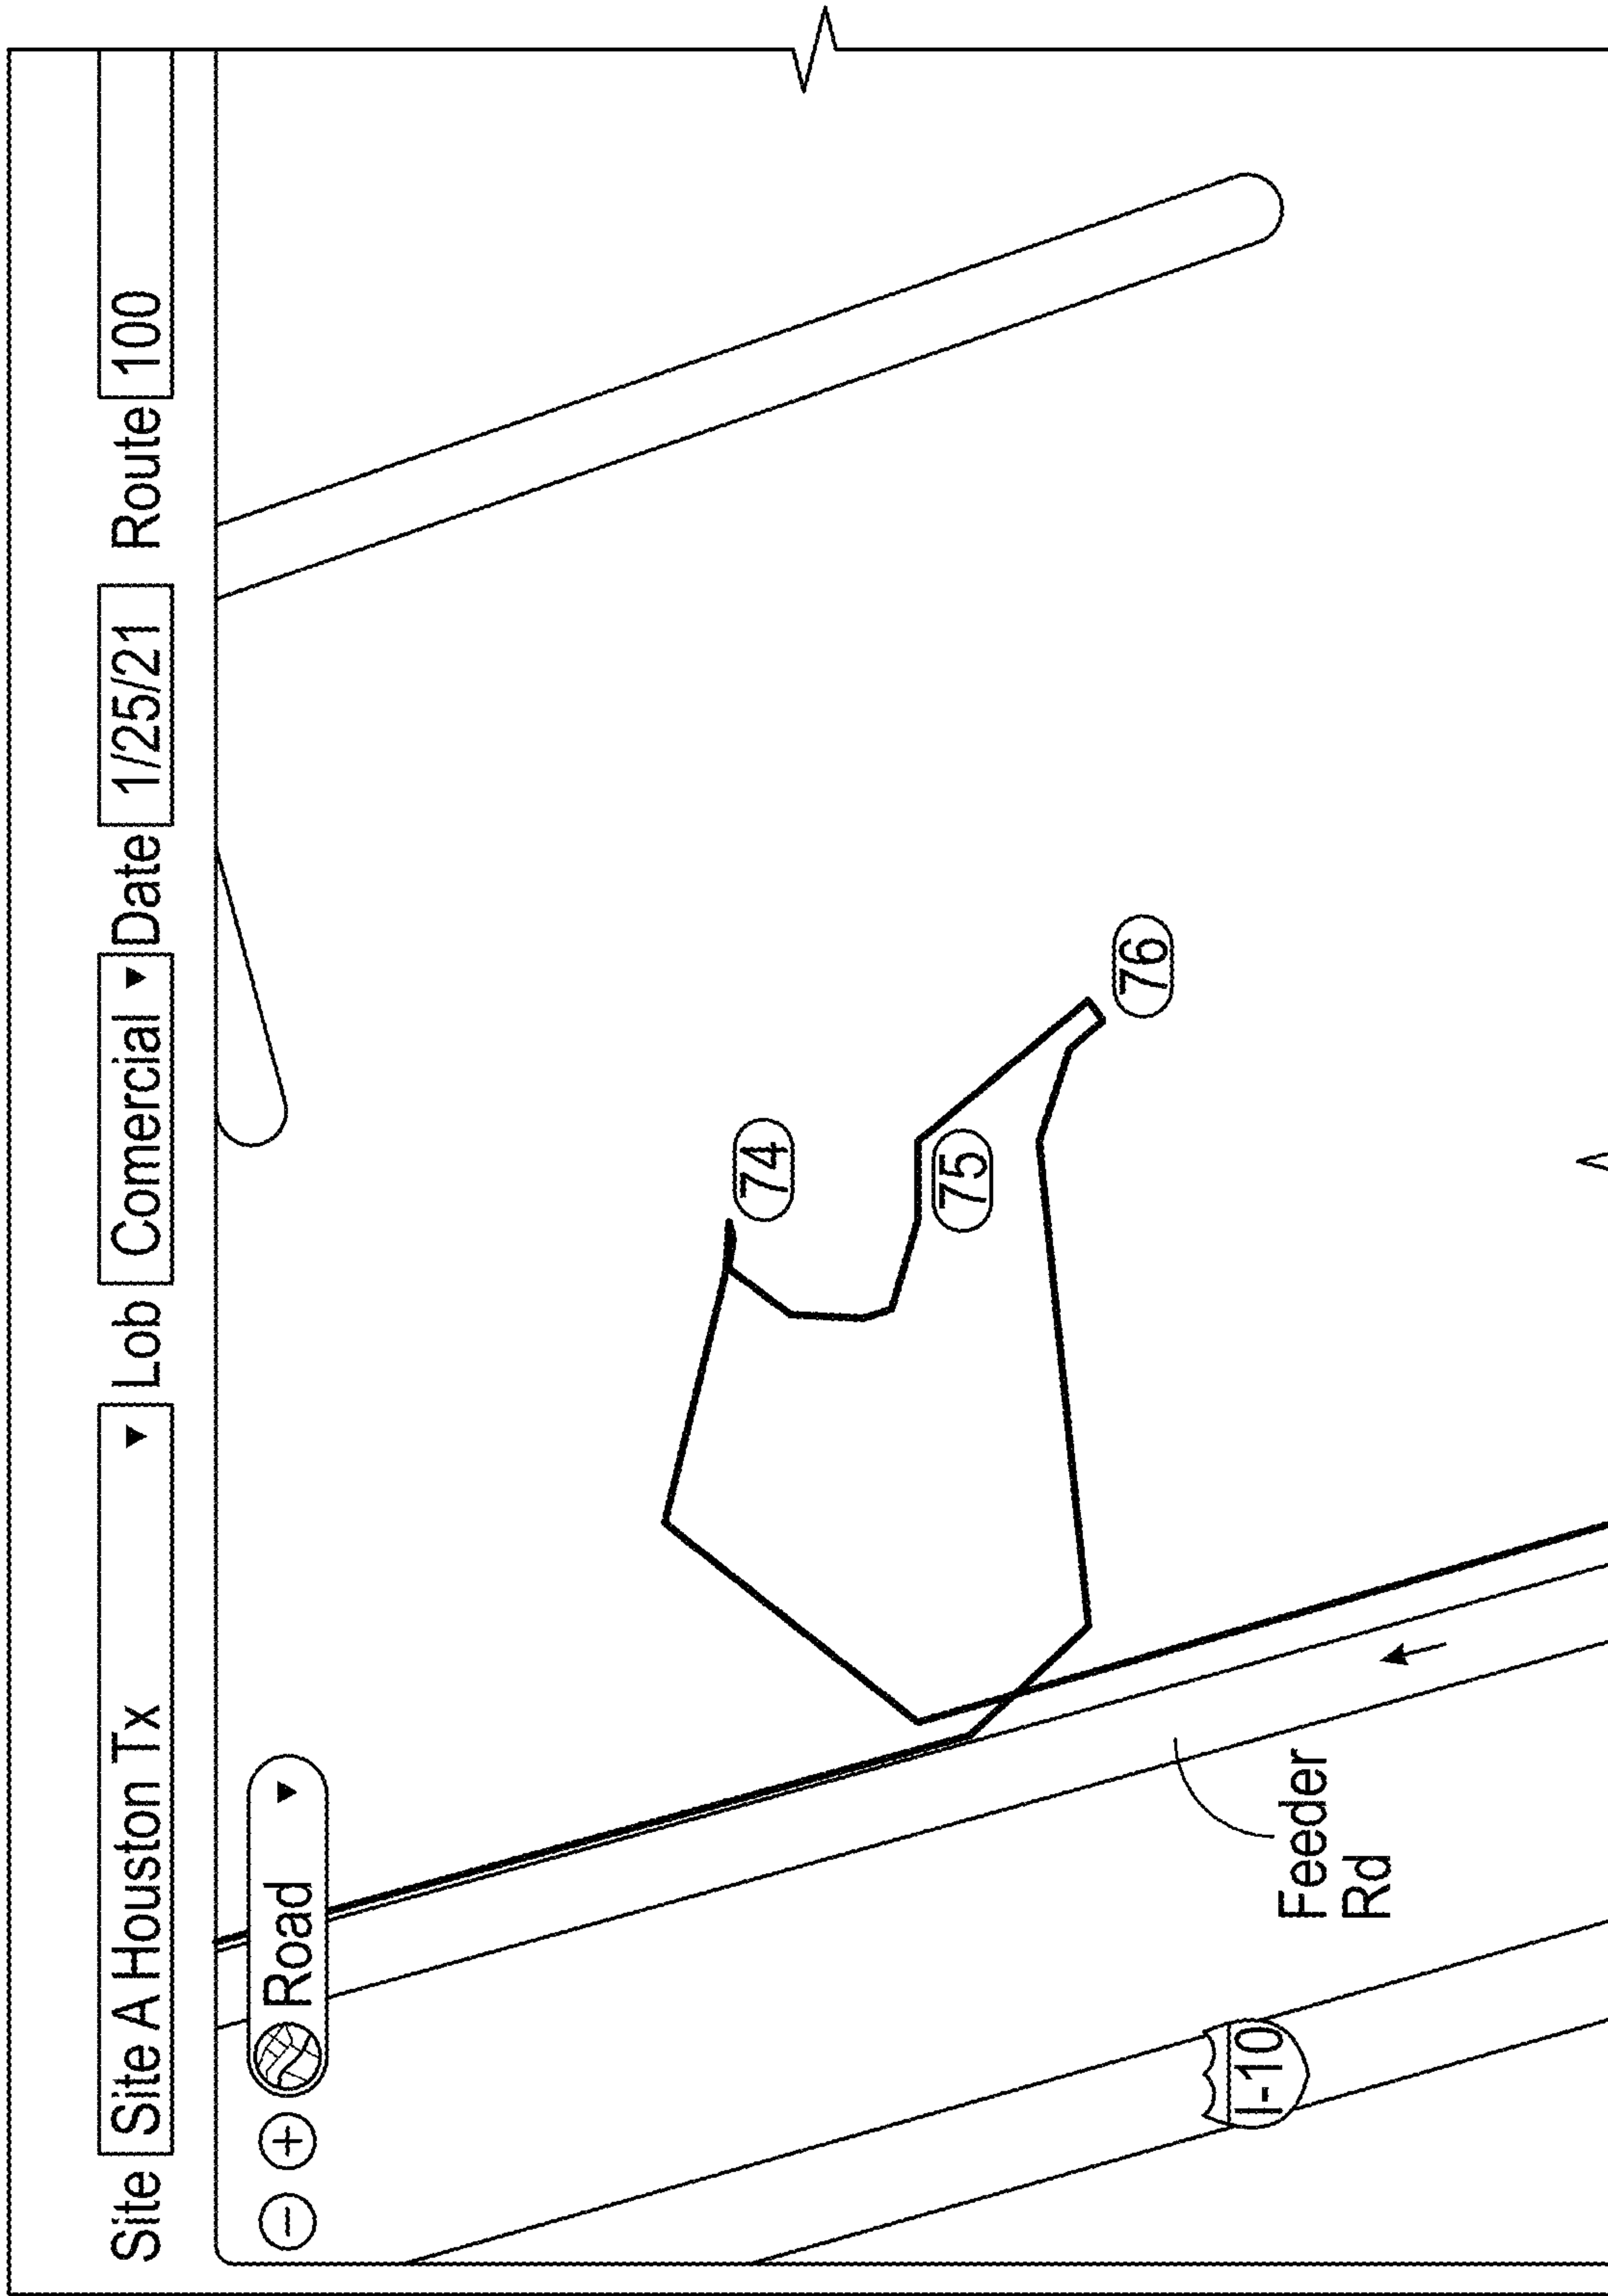 Site Site A Houston Tx Lob Comercial Date 1/25/21 Route 100
Road
74
75
76
Feeder
Rd
I-10